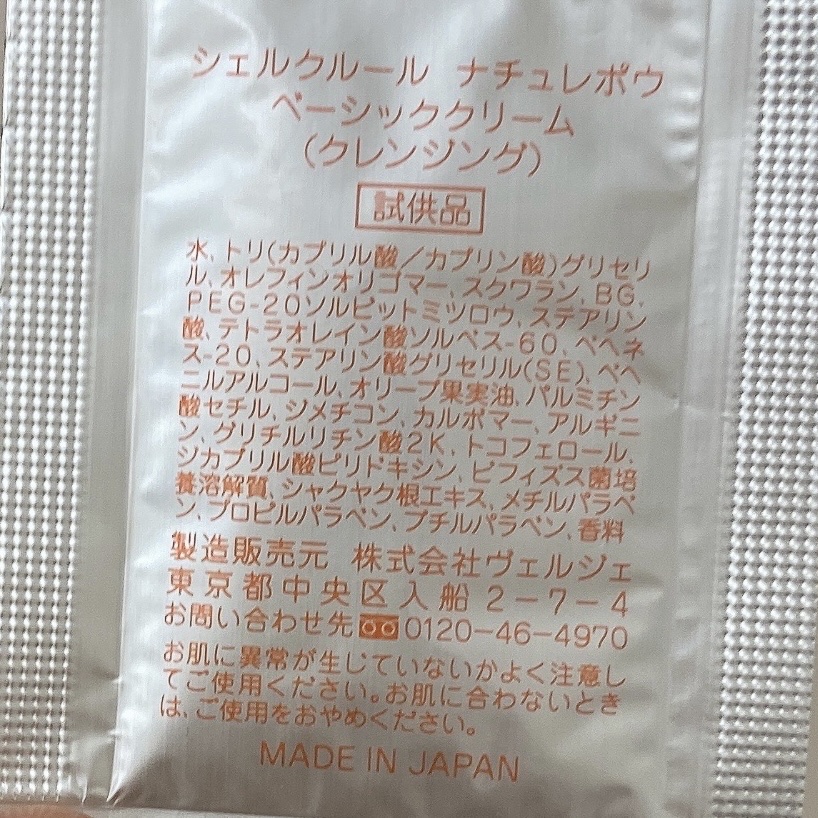 シェルクルール ナチュレポウ
ベーシッククリーム
(クレンジング)
試供品
水、トリ(カプリル酸/カプリン酸)グリセリ
ル、オレフィンオリゴマー、スクワラン、BG、
PEG-20ソルビットミツロウ、ステアリン
酸、テトラオレイン酸ソルベス-60、ベヘネ
ス-20、ステアリン酸グリセリル(SE)、ベヘ
ニルアルコール、オリーブ果実油、パルミチン
酸セチル、ジメチコン、カルボマー、アルギニ
ン、グリチルリチン酸2K、トコフェロール、
ジカプリル酸ピリドキシン、ビフィズス菌培
養溶解質、シャクヤク根エキス、メチルパラベ
ン、プロピルパラベン、ブチルパラベン、香料
製造販売元 株式会社ヴェルジェ
東京都中央区入船2-7-4
お問い合わせ先 0120-46-4970
お肌に異常が生じていないかよく注意し
てご使用ください。お肌に合わないとき
は、ご使用をおやめください。
MADE IN JAPAN